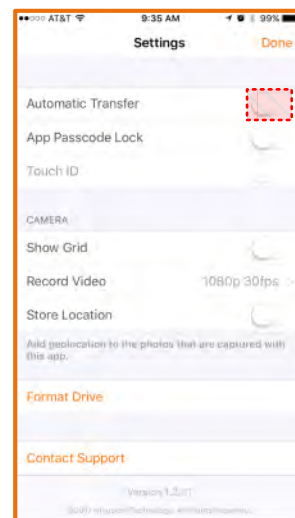 AT&T 9:35 AM 99%
Settings Done
Automatic Transfer
App Passcode Lock
Touch ID
CAMERA
Show Grid
Record Video 1080p 30fps
Store Location
Add geolocation to the photos that are captured with
this app.
Format Drive
Contact Support